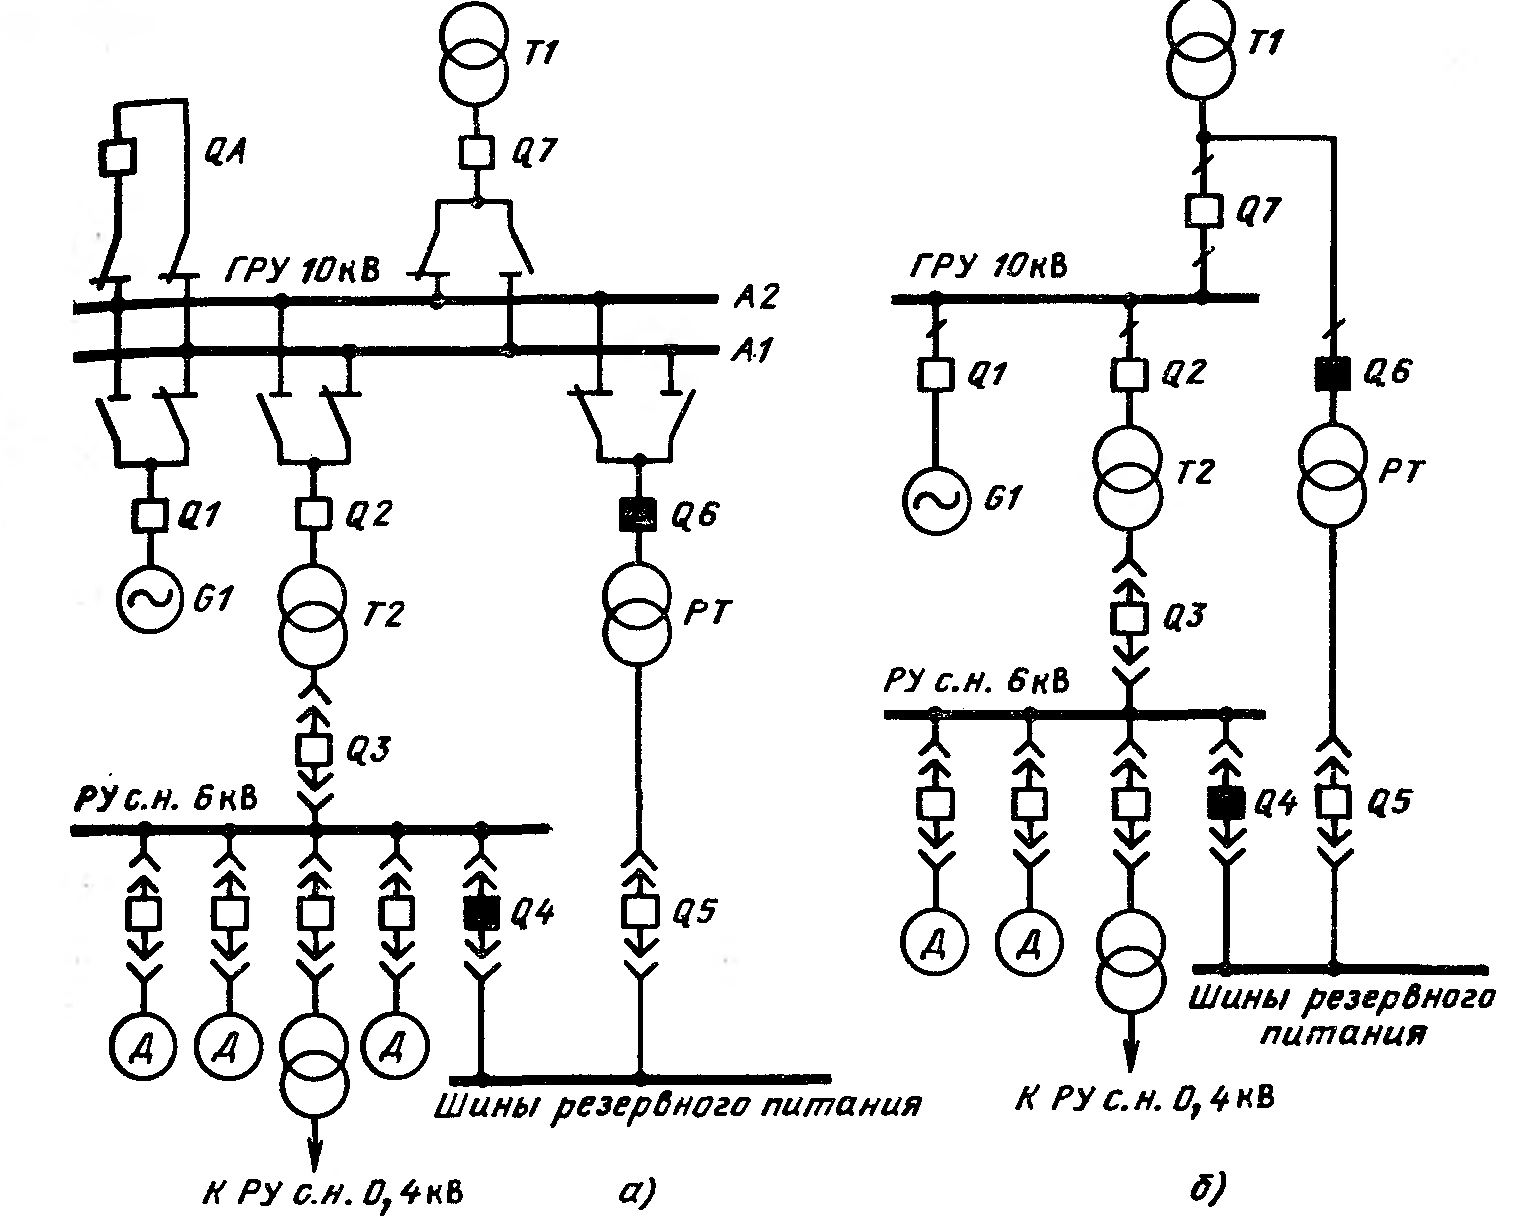 T1
QA
Q7
ГРУ 10кВ
A2
A1
Q1
Q2
Q6
G1
T2
РТ
Q3
РУ с.н. 6кВ
Q4
Q5
Д
Д
Д
Шины резервного питания
К РУ с.н. 0,4кВ
а)
T1
Q7
ГРУ 10кВ
Q1
Q2
Q6
G1
T2
РТ
Q3
РУ с.н. 6кВ
Q4
Q5
Д
Д
Шины резервного
питания
К РУ с.н. 0,4кВ
б)